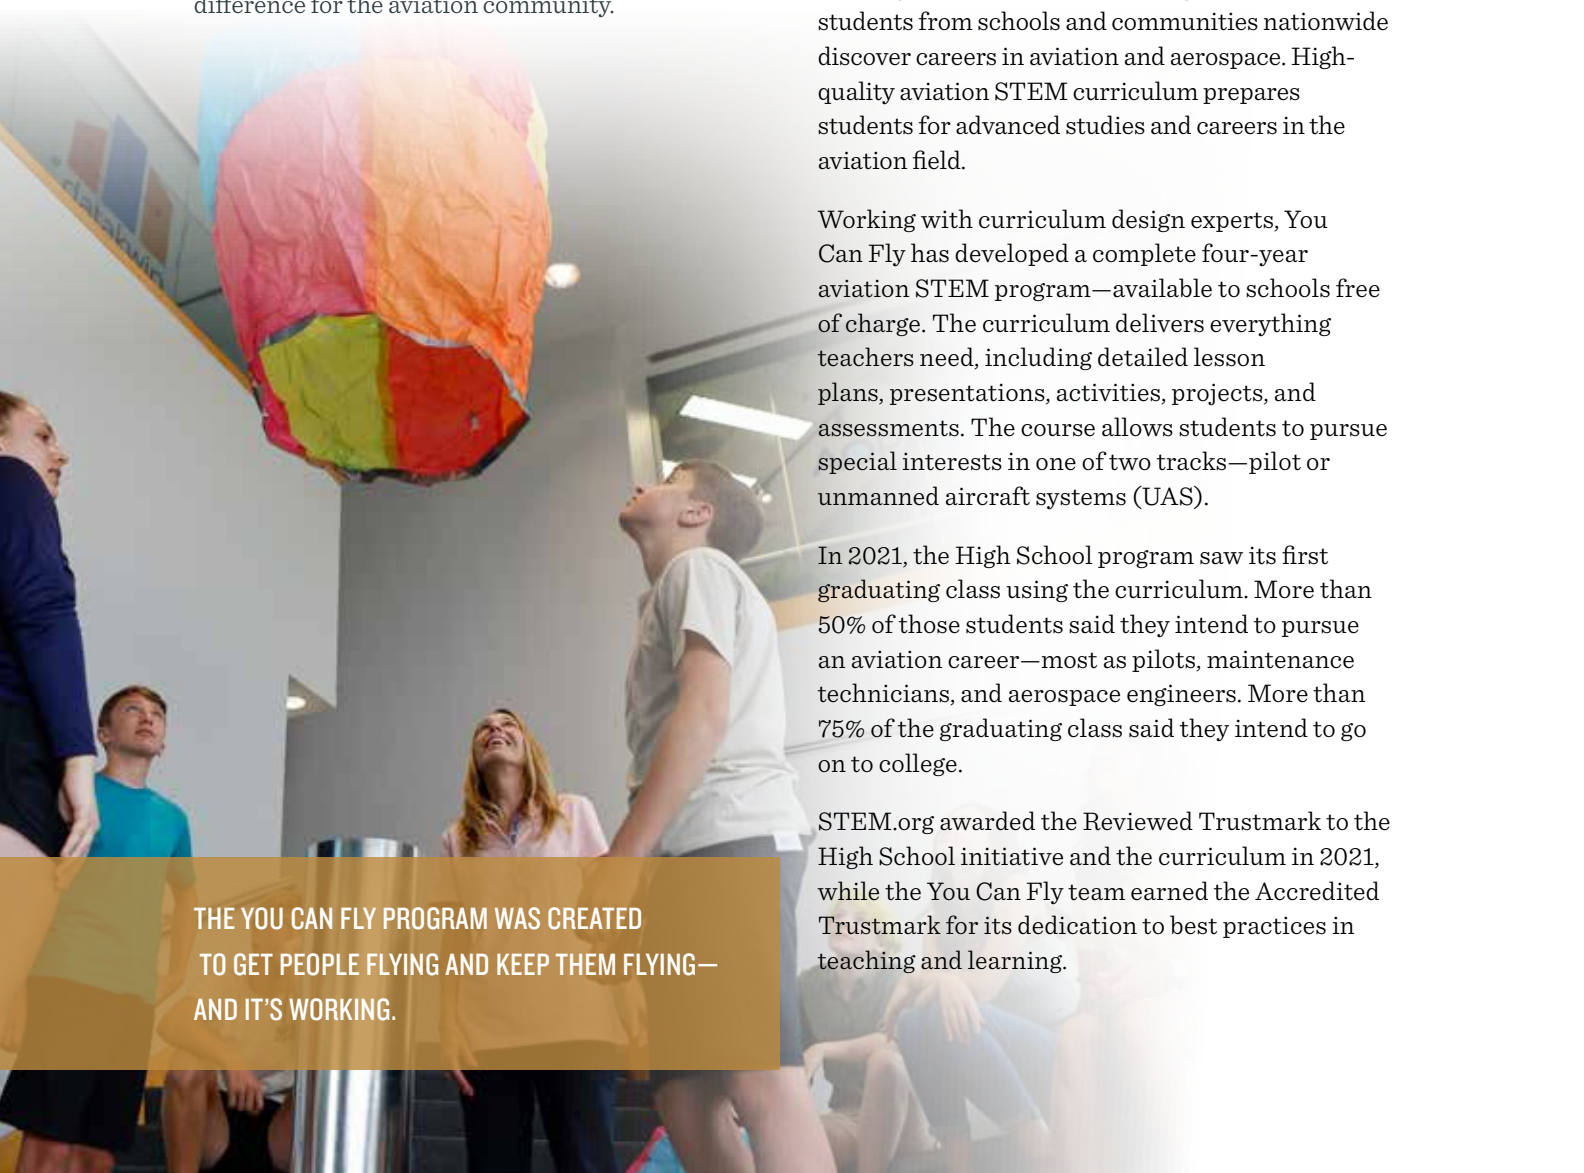 difference for the aviation community.
THE YOU CAN FLY PROGRAM WAS CREATED
TO GET PEOPLE FLYING AND KEEP THEM FLYING—
AND IT'S WORKING.
students from schools and communities nationwide
discover careers in aviation and aerospace. High-
quality aviation STEM curriculum prepares
students for advanced studies and careers in the
aviation field.
Working with curriculum design experts, You
Can Fly has developed a complete four-year
aviation STEM program—available to schools free
of charge. The curriculum delivers everything
teachers need, including detailed lesson
plans, presentations, activities, projects, and
assessments. The course allows students to pursue
special interests in one of two tracks—pilot or
unmanned aircraft systems (UAS).
In 2021, the High School program saw its first
graduating class using the curriculum. More than
50% of those students said they intend to pursue
an aviation career—most as pilots, maintenance
technicians, and aerospace engineers. More than
75% of the graduating class said they intend to go
on to college.
STEM.org awarded the Reviewed Trustmark to the
High School initiative and the curriculum in 2021,
while the You Can Fly team earned the Accredited
Trustmark for its dedication to best practices in
teaching and learning.